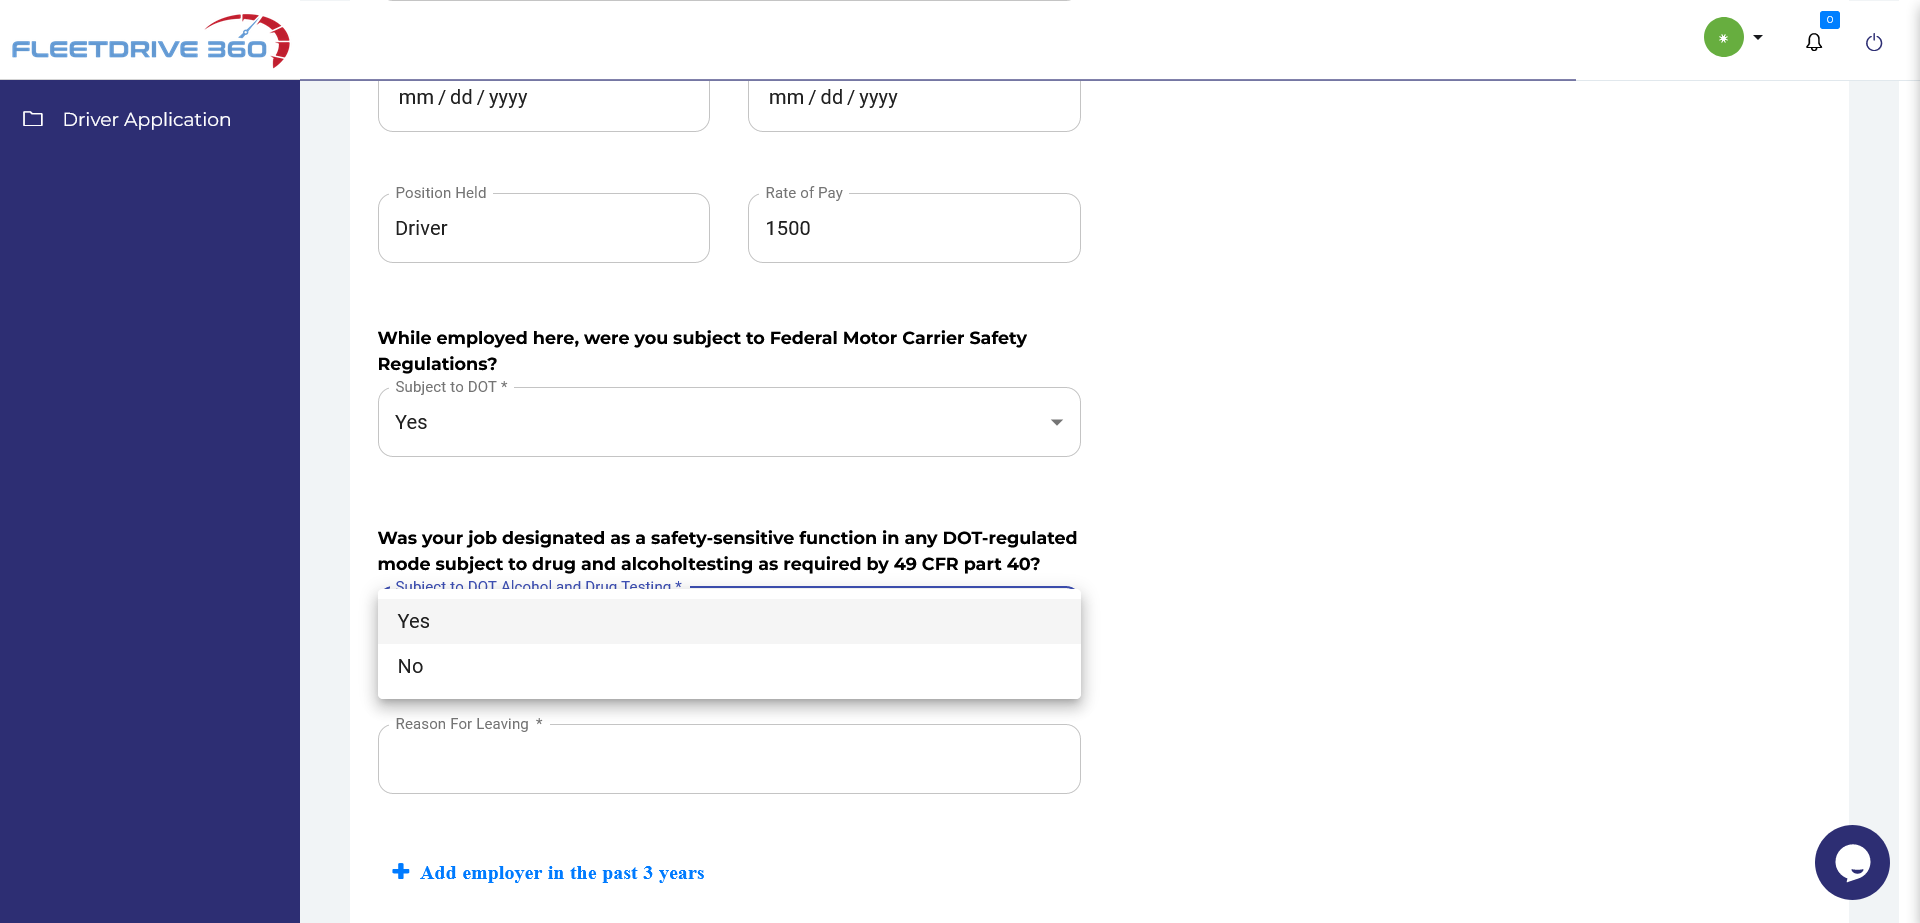 FLEETDRIVE 360
0
Driver Application
mm / dd / yyyy
mm / dd / yyyy
Position Held
Driver
Rate of Pay
1500
While employed here, were you subject to Federal Motor Carrier Safety
Regulations?
Subject to DOT *
Yes
Was your job designated as a safety-sensitive function in any DOT-regulated
mode subject to drug and alcoholtesting as required by 49 CFR part 40?
Subject to DOT Alcohol and Drug Testing *
Yes
No
Reason For Leaving *
Add employer in the past 3 years